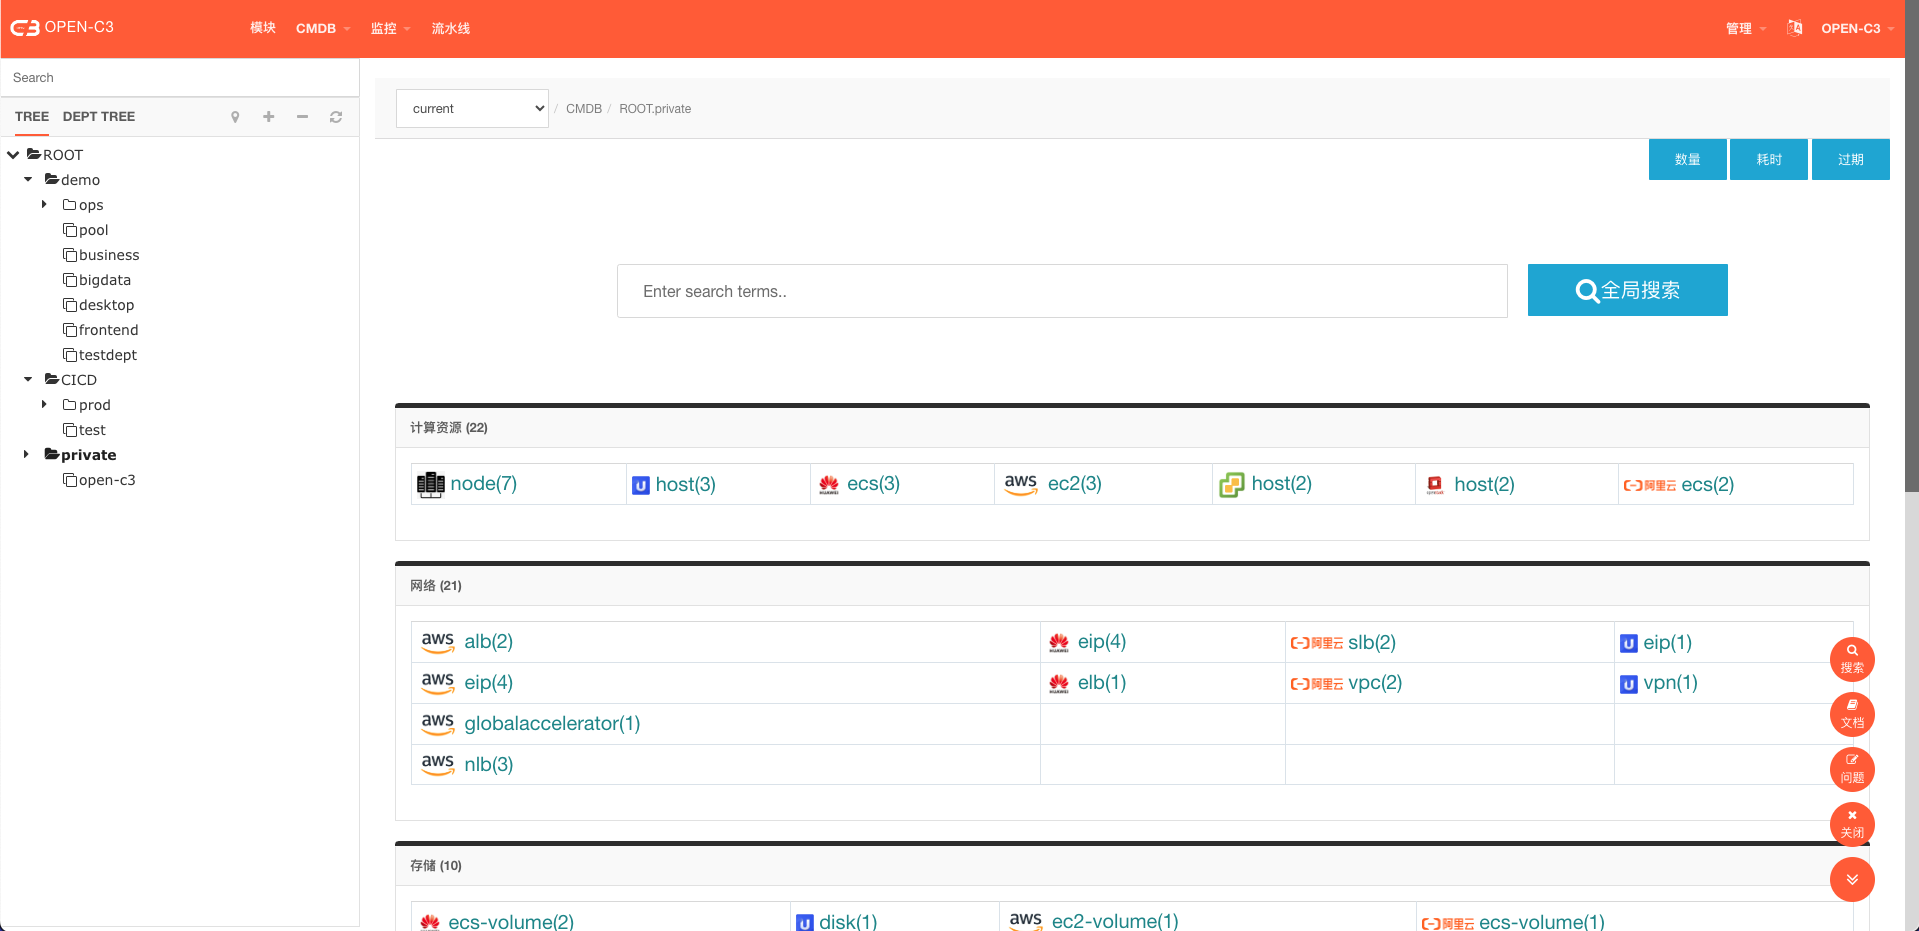 OPEN-C3 模块 CMDB 监控 流水线 管理 OPEN-C3
Search
TREE DEPT TREE
ROOT
demo
ops
pool
business
bigdata
desktop
frontend
testdept
CICD
prod
test
private
open-c3
current / CMDB / ROOT.private
数量 耗时 过期
Enter search terms.. 全局搜索
计算资源 (22)
node(7) U host(3) HUAWEI ecs(3) aws ec2(3) host(2) host(2) 阿里云 ecs(2)
网络 (21)
aws alb(2) HUAWEI eip(4) 阿里云 slb(2) U eip(1)
aws eip(4) HUAWEI elb(1) 阿里云 vpc(2) U vpn(1)
aws globalaccelerator(1)
aws nlb(3)
存储 (10)
ecs-volume(2) U disk(1) aws ec2-volume(1) 阿里云 ecs-volume(1)
搜索
文档
问题
关闭